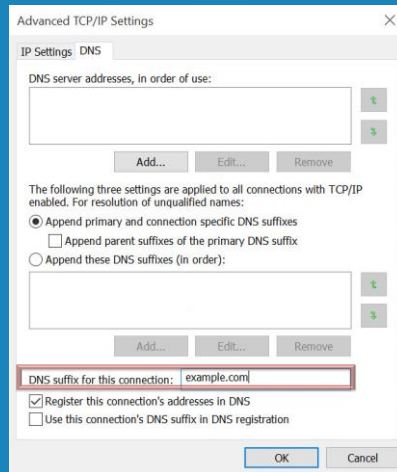 Advanced TCP/IP Settings
IP Settings DNS
DNS server addresses, in order of use:
Add... Edit... Remove
The following three settings are applied to all connections with TCP/IP
enabled. For resolution of unqualified names:
Append primary and connection specific DNS suffixes
Append parent suffixes of the primary DNS suffix
Append these DNS suffixes (in order):
Add... Edit... Remove
DNS suffix for this connection: example.com
Register this connection's addresses in DNS
Use this connection's DNS suffix in DNS registration
OK Cancel